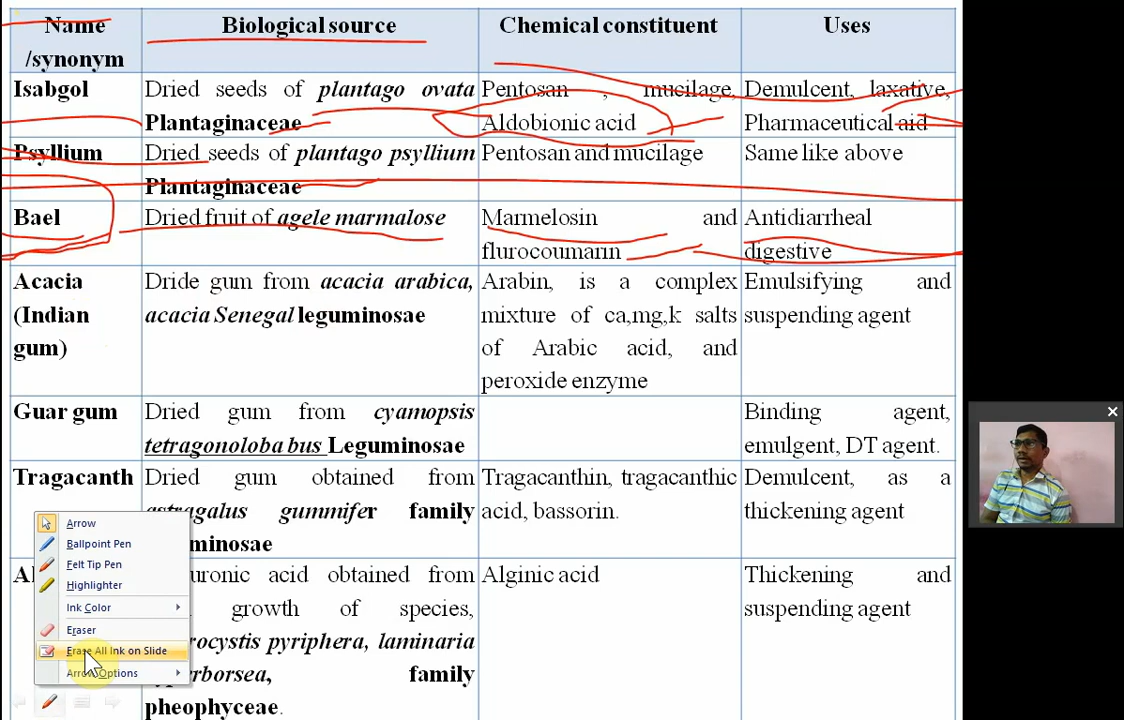 Name
/synonym
Biological source
Chemical constituent
Uses
Isabgol
Dried seeds of plantago ovata
Plantaginaceae
Pentosan , mucilage,
Aldobionic acid
Demulcent, laxative,
Pharmaceutical aid
Psyllium
Dried seeds of plantago psyllium
Plantaginaceae
Pentosan and mucilage
Same like above
Bael
Dried fruit of agele marmalose
Marmelosin and
flurocoumarin
Antidiarrheal
digestive
Acacia
(Indian
gum)
Dride gum from acacia arabica,
acacia Senegal leguminosae
Arabin, is a complex
mixture of ca,mg,k salts
of Arabic acid, and
peroxide enzyme
Emulsifying and
suspending agent
Guar gum
Dried gum from cyamopsis
tetragonoloba bus Leguminosae
Binding agent,
emulgent, DT agent.
Tragacanth
Dried gum obtained from
astragalus gummifer family
minosae
Tragacanthin, tragacanthic
acid, bassorin.
Demulcent, as a
thickening agent
uronic acid obtained from
growth of species,
rocystis pyriphera, laminaria
rborsea, family
pheophyceae.
Alginic acid
Thickening and
suspending agent
Arrow
Ballpoint Pen
Felt Tip Pen
Highlighter
Ink Color
Eraser
Erase All Ink on Slide
Arrow Options